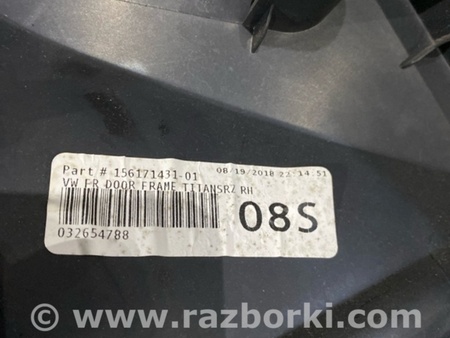 Part # 156171431-01 08/19/2018 22 14:51
VW FR DOOR FRAME TITANSRZ RH
08S
032654788
© www.razborki.com